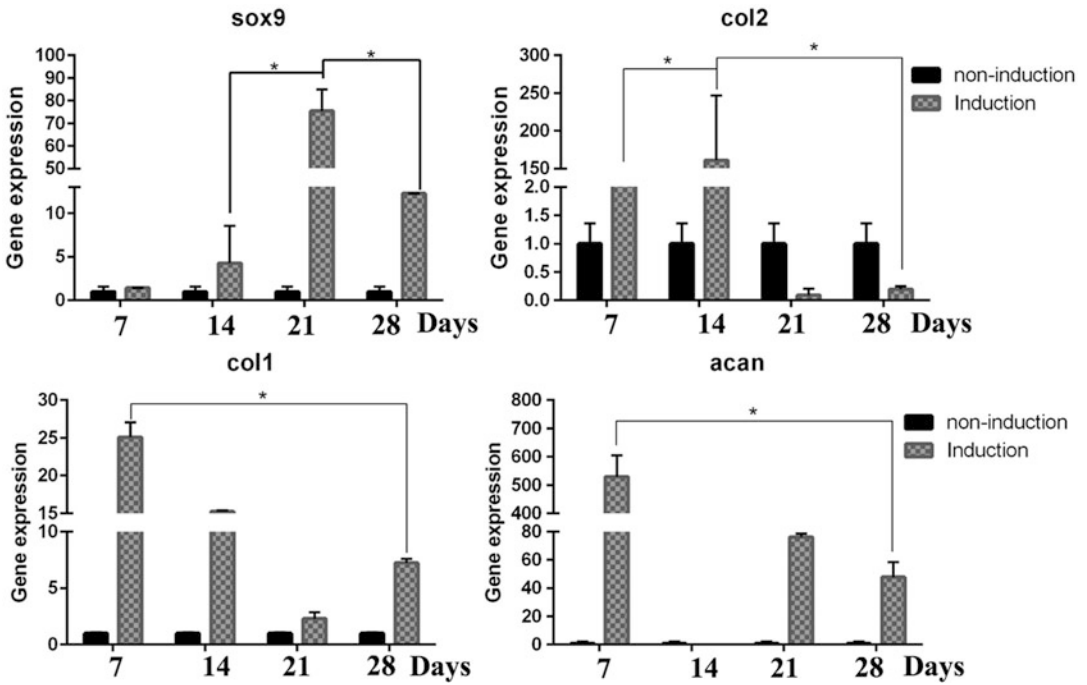 sox9
Gene expression
100
90
80
70
60
50
10
5
0
* *
7 14 21 28 Days
col2
Gene expression
300
250
200
150
2.0
1.5
1.0
0.5
0.0
* *
7 14 21 28 Days
non-induction
Induction
col1
Gene expression
30
25
20
15
10
5
0
*
7 14 21 28 Days
acan
Gene expression
800
700
600
500
400
80
60
40
20
0
*
7 14 21 28 Days
non-induction
Induction